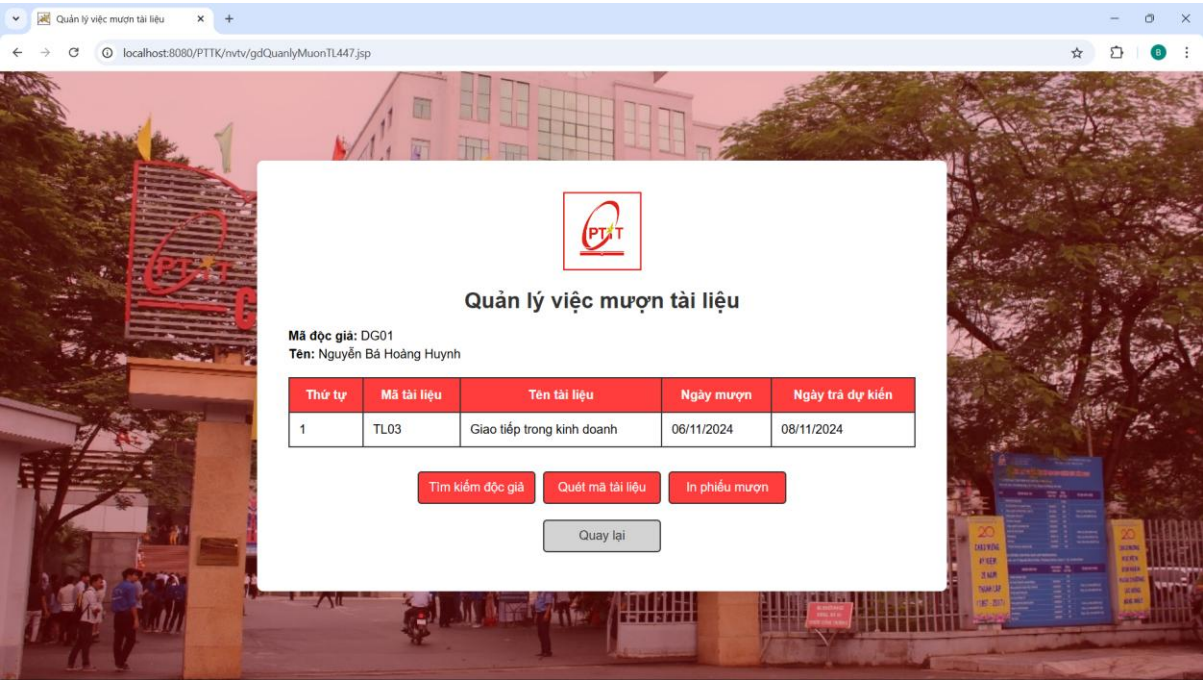 Quản lý việc mượn tài liệu
localhost:8080/PTTK/nvtv/gdQuanlyMuonTL447.jsp
B
PTIT
PTIT
C
Quản lý việc mượn tài liệu
Mã độc giả: DG01
Tên: Nguyễn Bá Hoàng Huynh
Thứ tự Mã tài liệu Tên tài liệu Ngày mượn Ngày trả dự kiến
1 TL03 Giao tiếp trong kinh doanh 06/11/2024 08/11/2024
Tìm kiếm độc giả Quét mã tài liệu In phiếu mượn
Quay lại
20
20